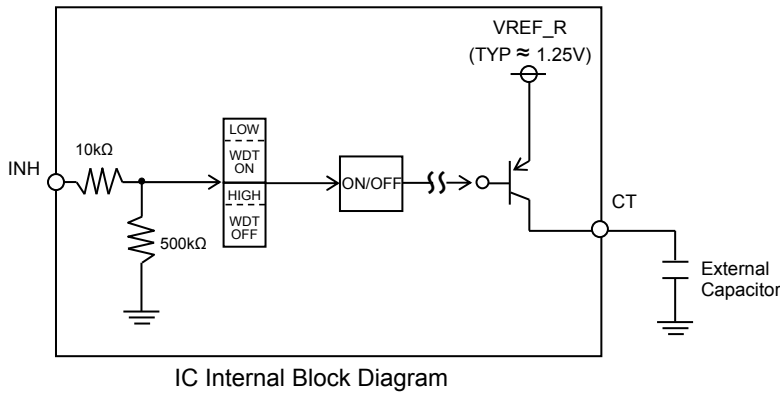 VREF_R
(TYP ≈ 1.25V)
10kΩ
INH
LOW
WDT
ON
HIGH
WDT
OFF
ON/OFF
500kΩ
CT
External
Capacitor
IC Internal Block Diagram